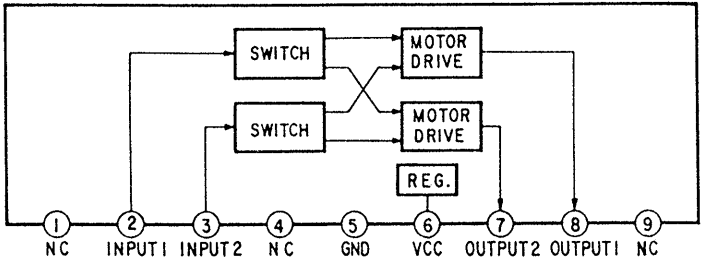 SWITCH
MOTOR
DRIVE
SWITCH
MOTOR
DRIVE
REG.
1 2 3 4 5 6 7 8 9
NC INPUT1 INPUT2 NC GND VCC OUTPUT2 OUTPUT1 NC